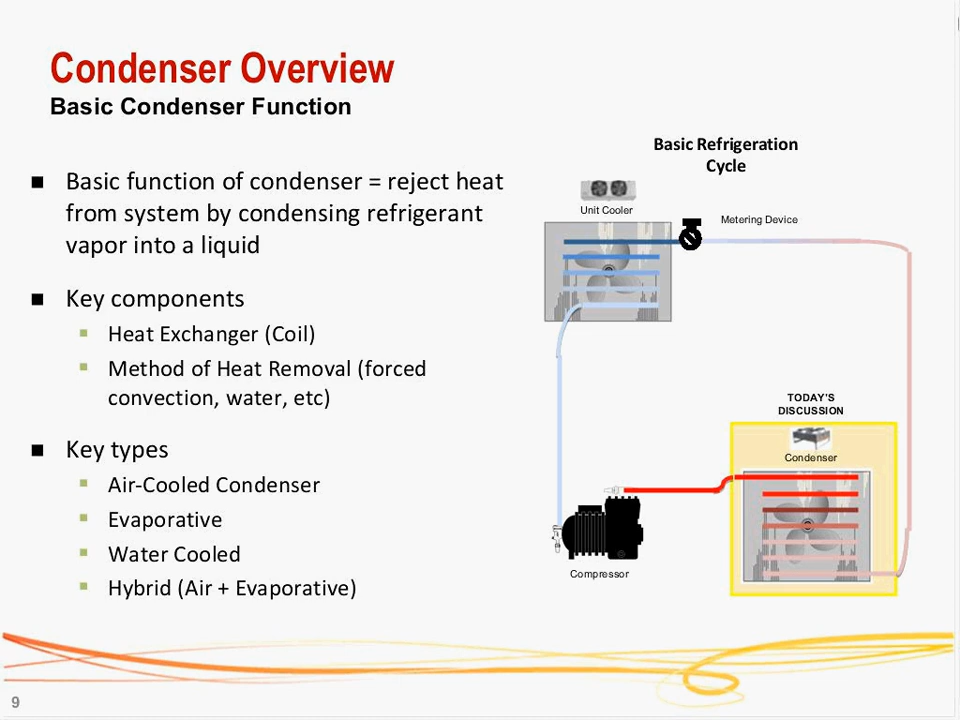 Condenser Overview
Basic Condenser Function
■ Basic function of condenser = reject heat
from system by condensing refrigerant
vapor into a liquid
■ Key components
▪ Heat Exchanger (Coil)
▪ Method of Heat Removal (forced
convection, water, etc)
■ Key types
▪ Air-Cooled Condenser
▪ Evaporative
▪ Water Cooled
▪ Hybrid (Air + Evaporative)
Basic Refrigeration
Cycle
Unit Cooler
Metering Device
TODAY'S
DISCUSSION
Condenser
Compressor
9